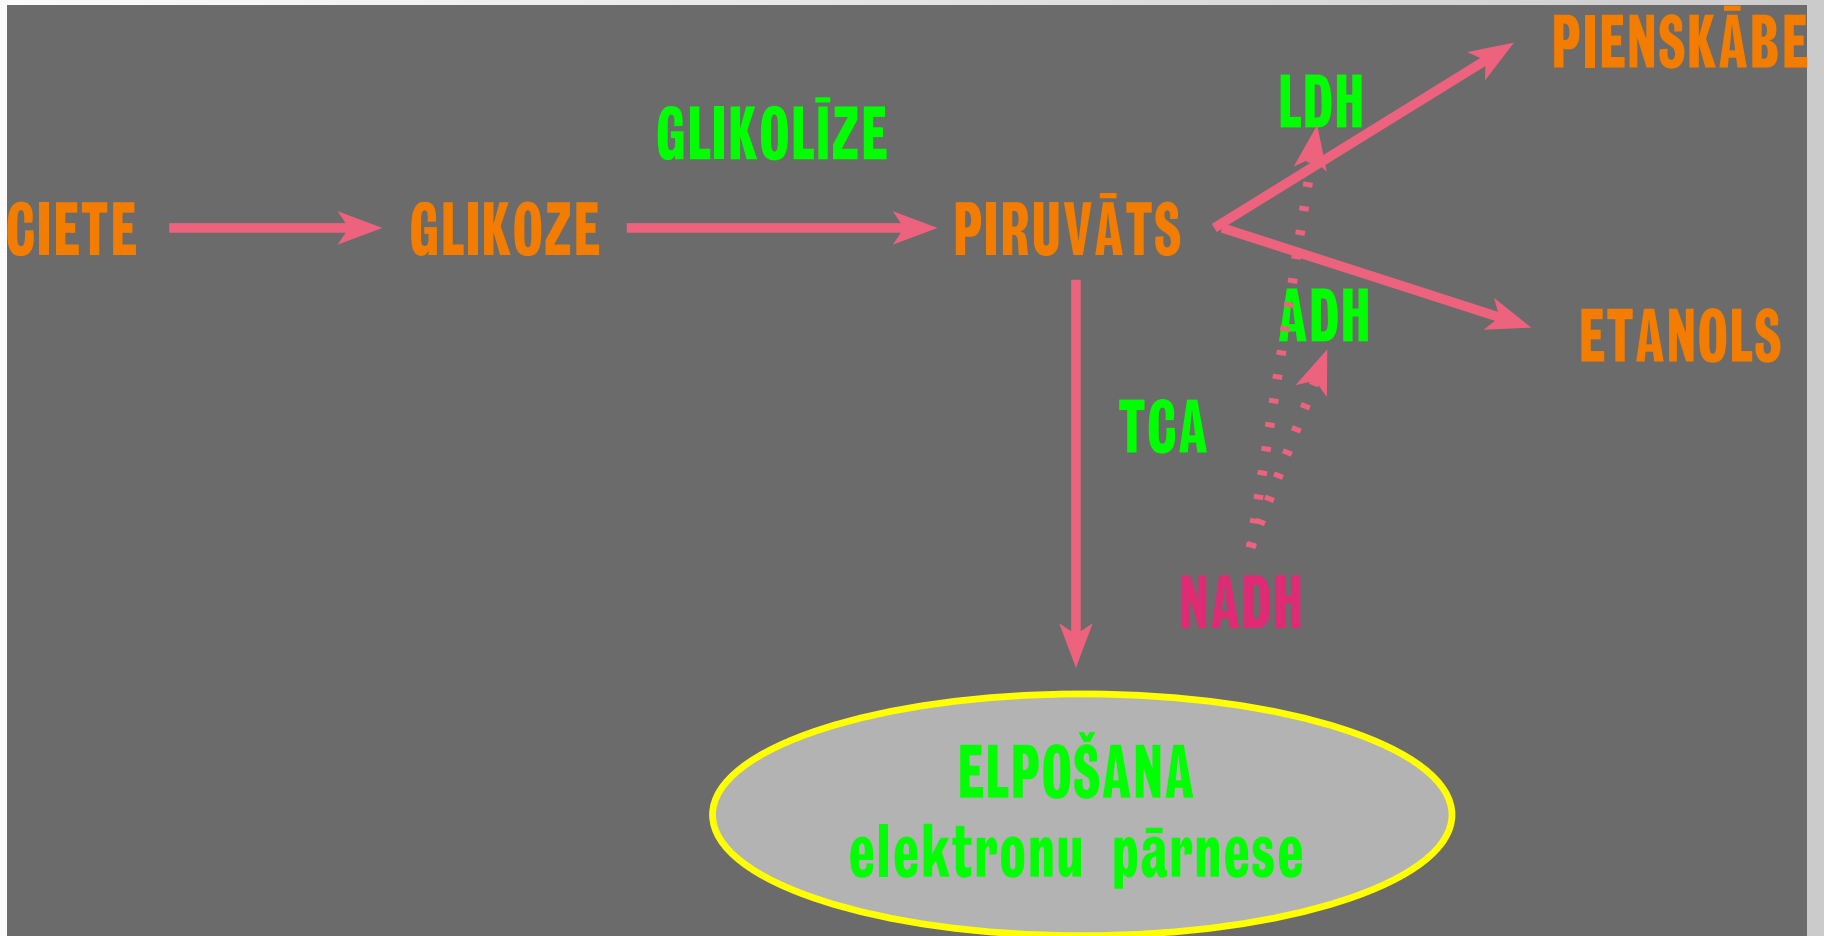 PIENSKĀBE
LDH
GLIKOLĪZE
CIETE GLIKOZE PIRUVĀTS
ADH
ETANOLS
TCA
NADH
ELPOŠANA
elektronu pārnese